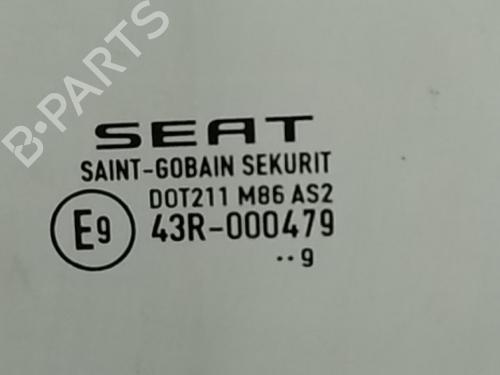 B-PARTS
SEAT
SAINT-GOBAIN SEKURIT
DOT211 M86 AS2
E9 43R-000479
··9